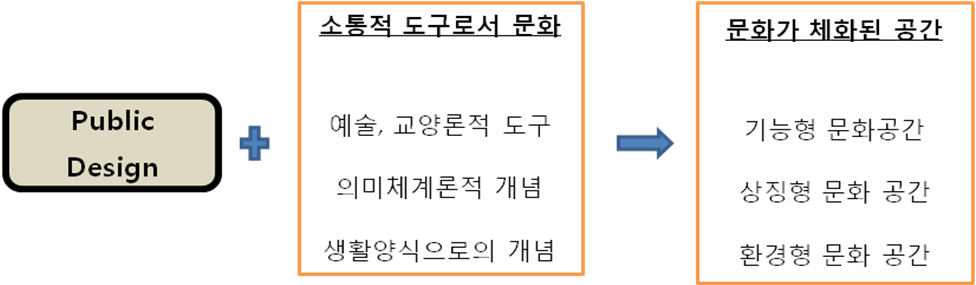 Public
Design
소통적 도구로서 문화
예술, 교양론적 도구
의미체계론적 개념
생활양식으로의 개념
문화가 체화된 공간
기능형 문화공간
상징형 문화 공간
환경형 문화 공간